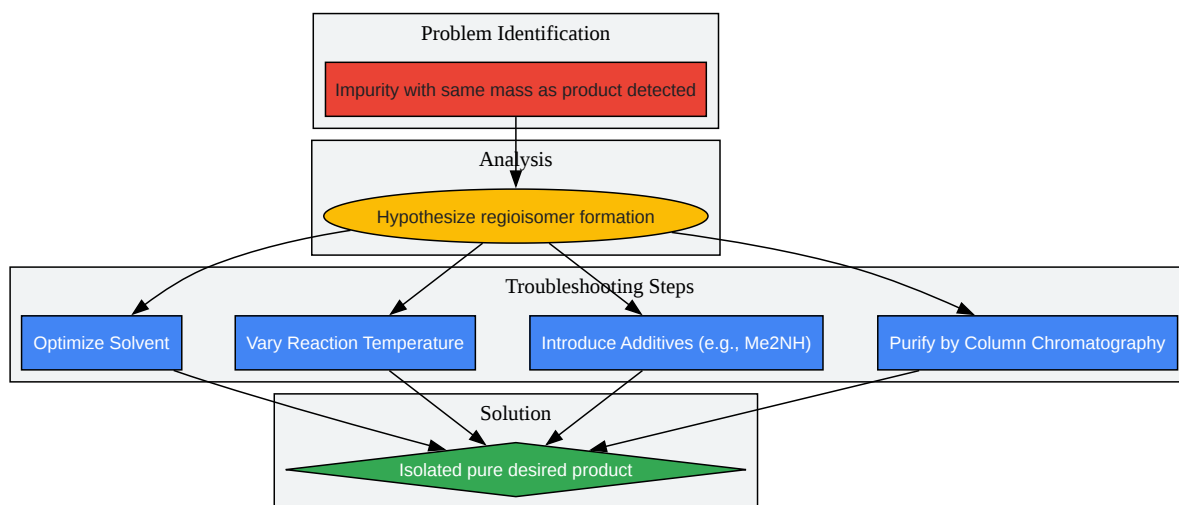 Problem Identification
Impurity with same mass as product detected
Analysis
Hypothesize regioisomer formation
Troubleshooting Steps
Optimize Solvent
Vary Reaction Temperature
Introduce Additives (e.g., Me2NH)
Purify by Column Chromatography
Solution
Isolated pure desired product